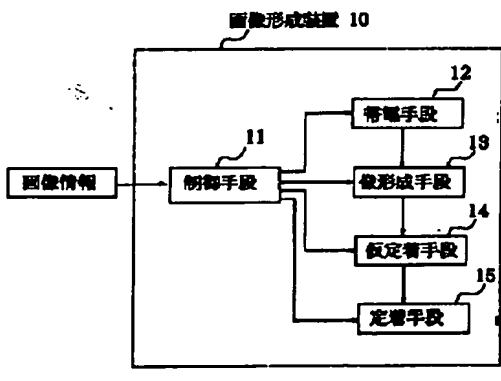 画像形成装置 10
12
帯電手段
11
13
画像情報
制御手段
像形成手段
14
仮定着手段
15
定着手段